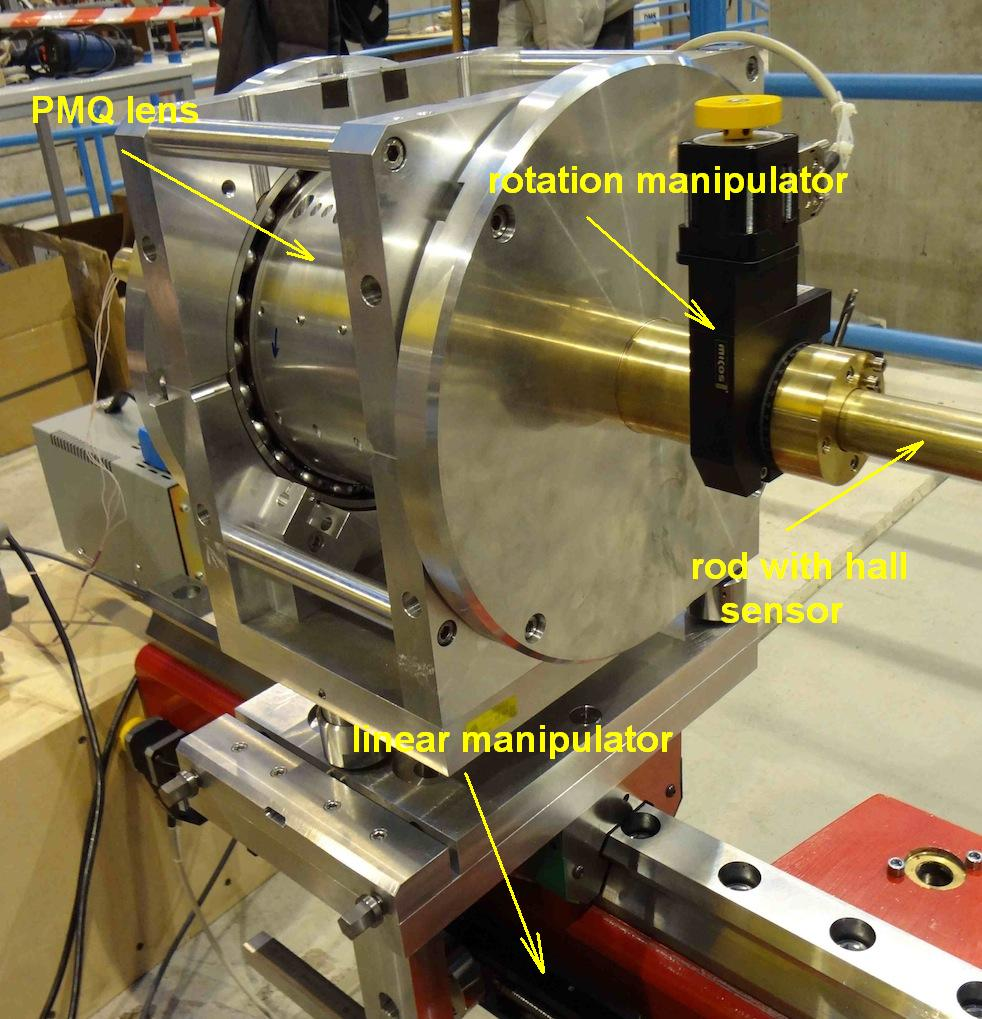 PMQ lens
rotation manipulator
micos
rod with hall
sensor
linear manipulator